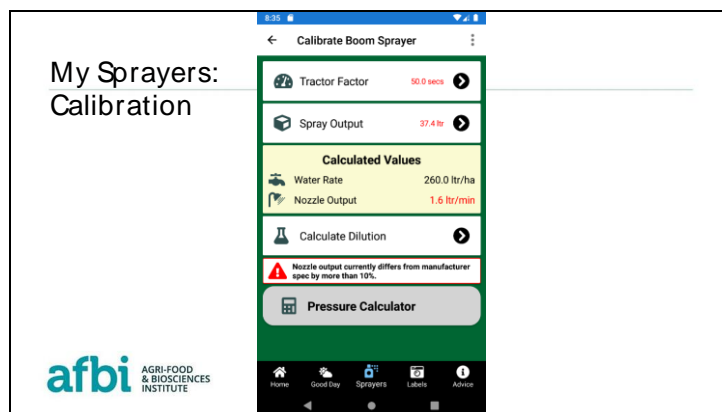 My Sprayers:
Calibration
8:35
Calibrate Boom Sprayer
Tractor Factor 50.0 secs
Spray Output 37.4 ltr
Calculated Values
Water Rate 260.0 ltr/ha
Nozzle Output 1.6 ltr/min
Calculate Dilution
Nozzle output currently differs from manufacturer
spec by more than 10%.
Pressure Calculator
Home Good Day Sprayers Labels Advice
afbi
AGRI-FOOD
& BIOSCIENCES
INSTITUTE